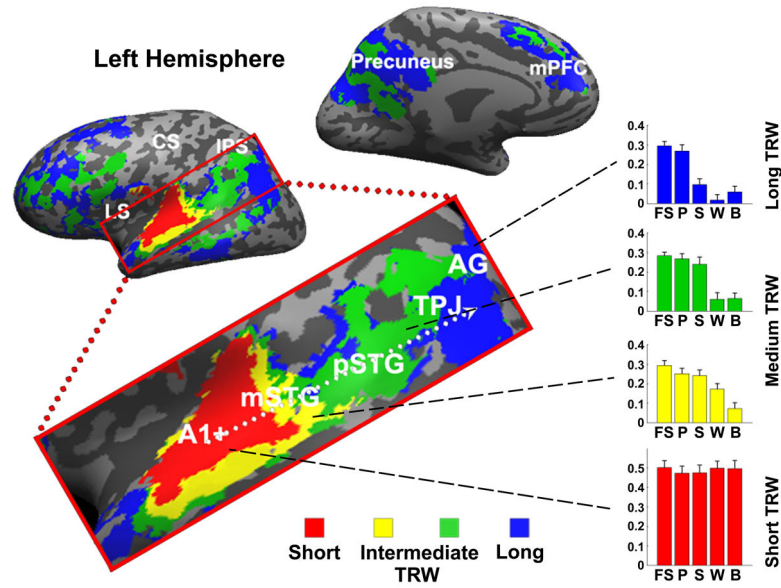 Left Hemisphere
Precuneus
mPFC
CS
IPS
LS
AG
TPJ
pSTG
mSTG
A1+
Short
Intermediate
TRW
Long
0.4
0.3
0.2
0.1
0
FS P S W B
Long TRW
0.4
0.3
0.2
0.1
0
FS P S W B
Medium TRW
0.4
0.3
0.2
0.1
0
FS P S W B
0.5
0.4
0.3
0.2
0.1
0
FS P S W B
Short TRW